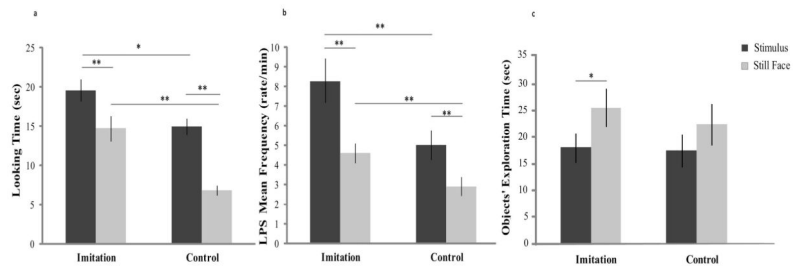 a
b
c
Looking Time (sec)
25
20
15
10
5
0
*
**
**
**
Imitation
Control
LPS Mean Frequency (rate/min)
10
9
8
7
6
5
4
3
2
1
0
**
**
**
**
Imitation
Control
Objects' Exploration Time (sec)
35
30
25
20
15
10
5
0
*
Imitation
Control
Stimulus
Still Face